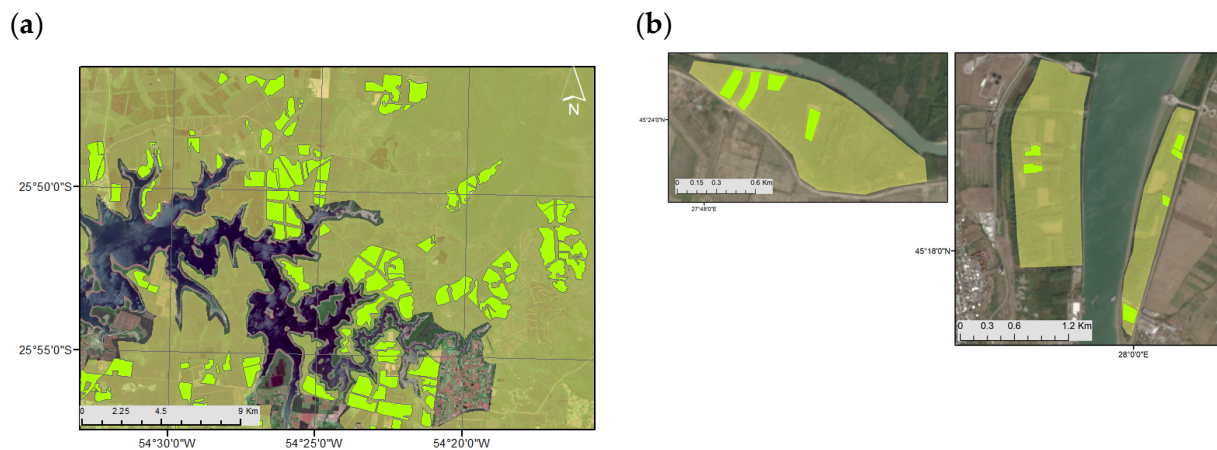 (a)
(b)
N
25°50'0"S
25°55'0"S
0 2.25 4.5 9 Km
54°30'0"W 54°25'0"W 54°20'0"W
45°24'0"N
0 0.15 0.3 0.6 Km
27°48'0"E
45°18'0"N
0 0.3 0.6 1.2 Km
28°0'0"E